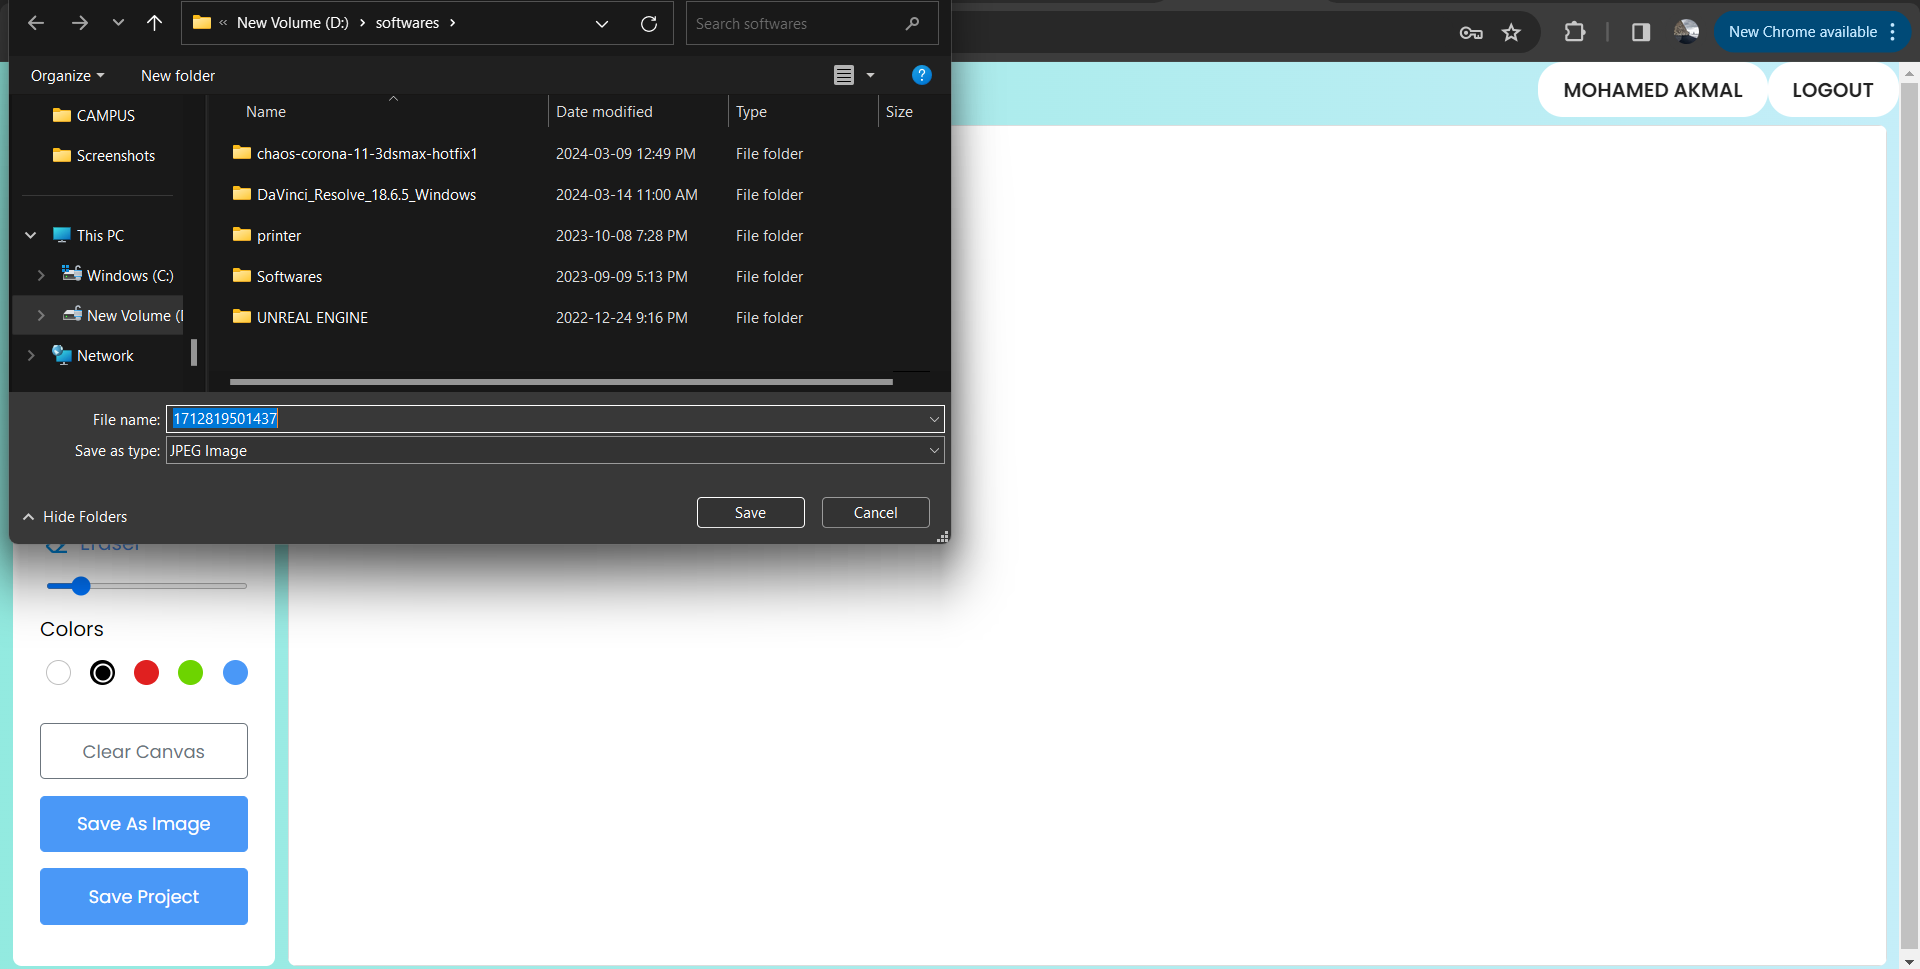 « New Volume (D:) › softwares ›
Search softwares
New Chrome available
Organize
New folder
?
MOHAMED AKMAL
LOGOUT
CAMPUS
Screenshots
This PC
Windows (C:)
New Volume (
Network
Name Date modified Type Size
chaos-corona-11-3dsmax-hotfix1 2024-03-09 12:49 PM File folder
DaVinci_Resolve_18.6.5_Windows 2024-03-14 11:00 AM File folder
printer 2023-10-08 7:28 PM File folder
Softwares 2023-09-09 5:13 PM File folder
UNREAL ENGINE 2022-12-24 9:16 PM File folder
File name: 1712819501437
Save as type: JPEG Image
Hide Folders
Save
Cancel
Eraser
Colors
Clear Canvas
Save As Image
Save Project